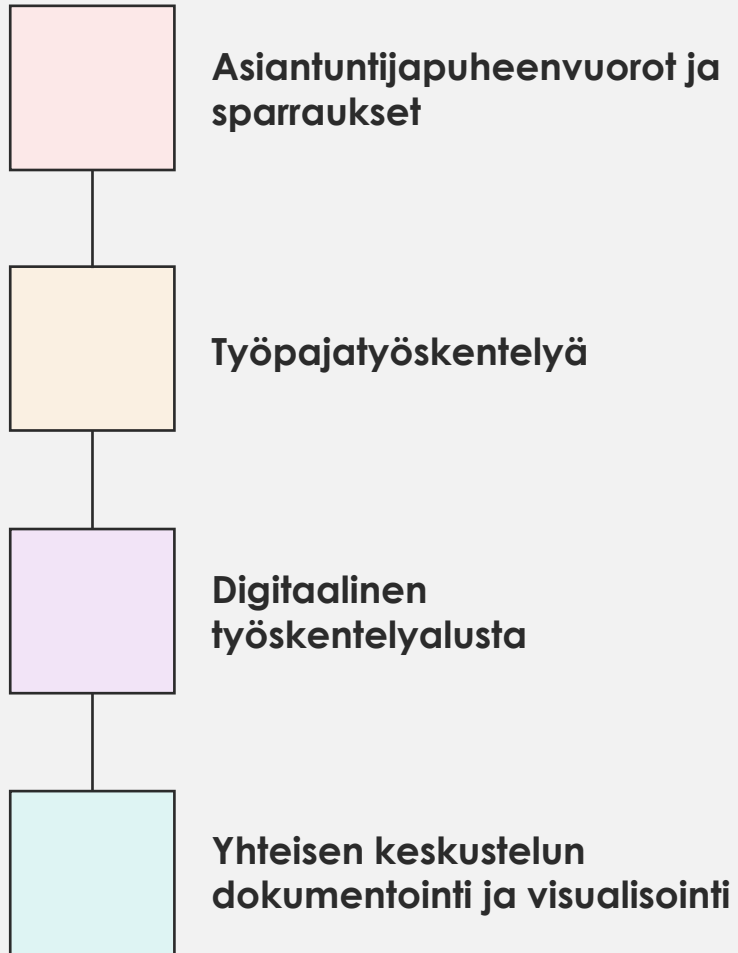 Asiantuntijapuheenvuorot ja
sparraukset
Työpajatyöskentelyä
Digitaalinen
työskentelyalusta
Yhteisen keskustelun
dokumentointi ja visualisointi